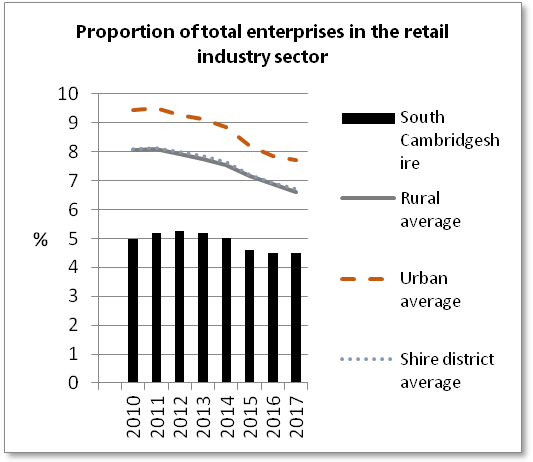 Proportion of total enterprises in the retail
industry sector
10
9
8
7
6
5
4
3
2
1
0
%
2010
2011
2012
2013
2014
2015
2016
2017
South
Cambridgesh
ire
Rural
average
Urban
average
Shire district
average